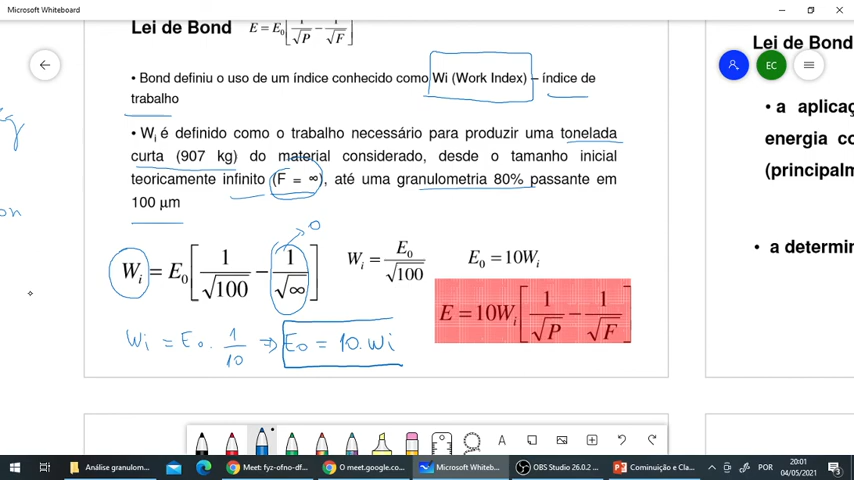 Microsoft Whiteboard
Lei de Bond E = E₀[1/√P − 1/√F]
Lei de Bond
EC
• Bond definiu o uso de um índice conhecido como Wi (Work Index) – índice de
trabalho
• a aplicaç
energia co
(principalm
• Wi é definido como o trabalho necessário para produzir uma tonelada
curta (907 kg) do material considerado, desde o tamanho inicial
teoricamente infinito (F = ∞), até uma granulometria 80% passante em
100 μm
on
0
• a determin
Wi = E₀[1/√100 − 1/√∞] Wi = E₀/√100 E₀ = 10Wi
E = 10Wi[1/√P − 1/√F]
Wi = E₀ · 1/10 ⇒ E₀ = 10.Wi
A
Análise granulom...
Meet: fyz-ofno-df...
O meet.google.co...
Microsoft Whiteb...
OBS Studio 26.0.2 ...
Cominuição e Cla...
POR
20:01
04/05/2021
3